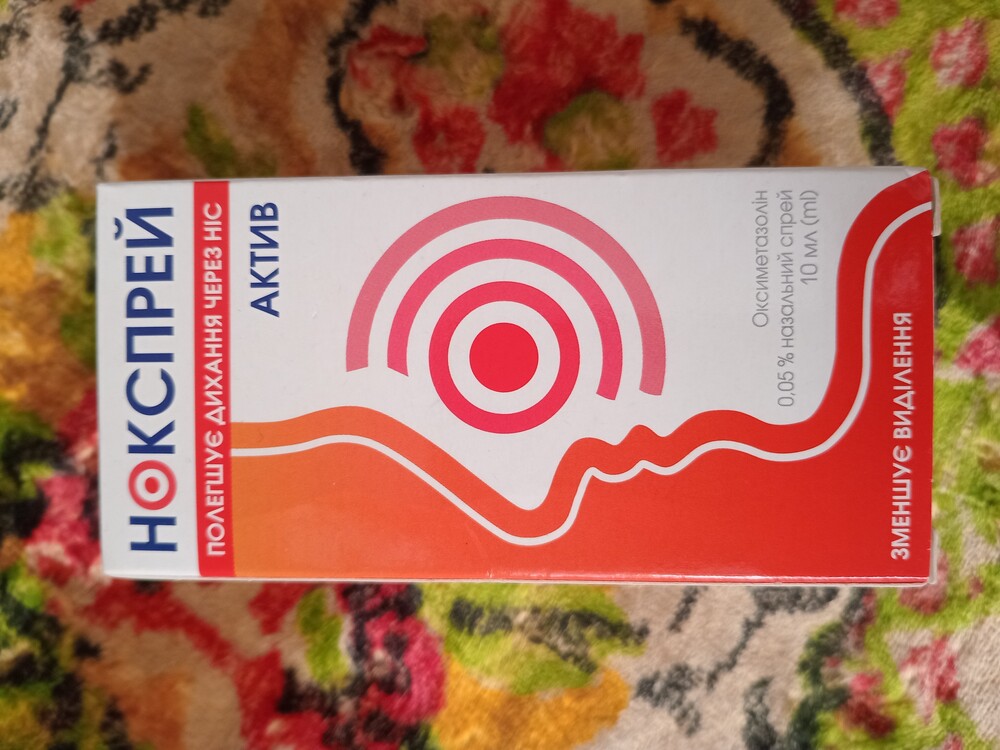 НОКСПРЕЙ
ПОЛЕГШУЄ ДИХАННЯ ЧЕРЕЗ НІС
АКТИВ
Оксиметазолін
0,05 % назальний спрей
10 мл (ml)
ЗМЕНШУЄ ВИДІЛЕННЯ